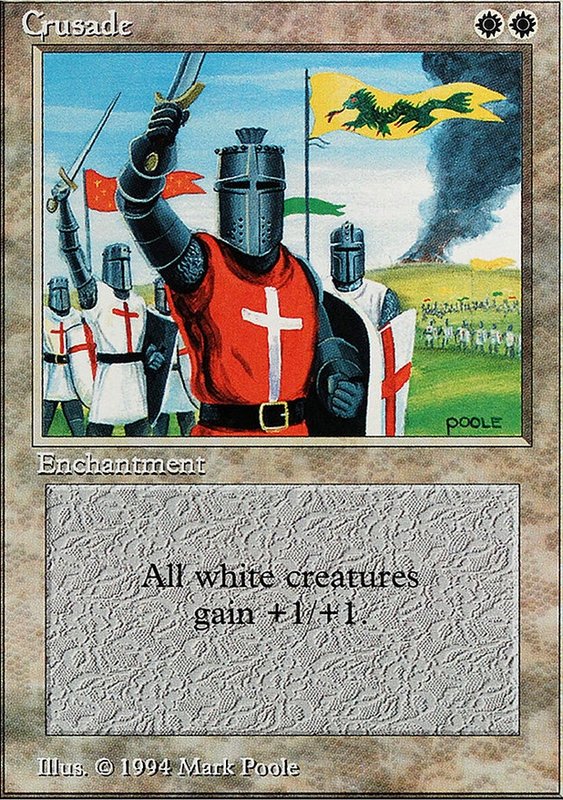 Crusade
POOLE
Enchantment
All white creatures
gain +1/+1.
Illus. © 1994 Mark Poole